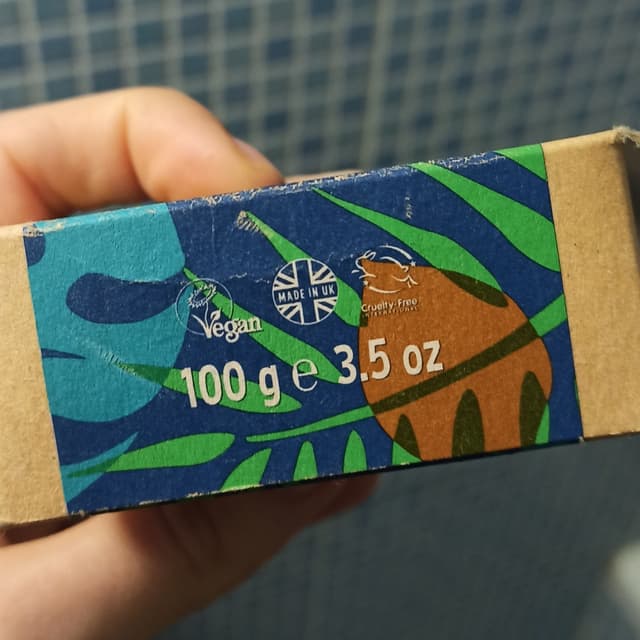 Vegan
MADE IN UK
Cruelty-Free
INTERNATIONAL
100 g e 3.5 oz